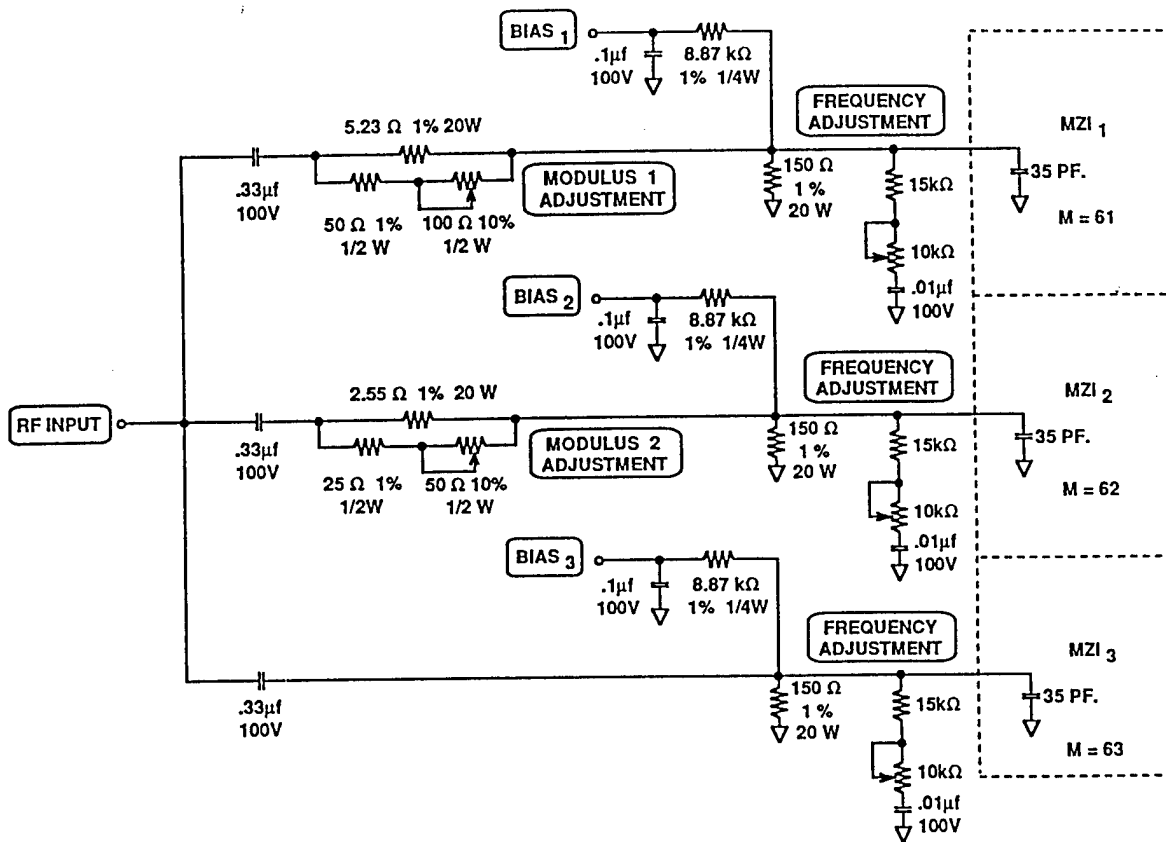 BIAS 1
.1µf
100V
8.87 kΩ
1% 1/4W
FREQUENCY
ADJUSTMENT
MZI 1
5.23 Ω 1% 20W
.33µf
100V
50 Ω 1%
1/2 W
100 Ω 10%
1/2 W
MODULUS 1
ADJUSTMENT
150 Ω
1 %
20 W
15kΩ
10kΩ
.01µf
100V
35 PF.
M = 61
BIAS 2
.1µf
100V
8.87 kΩ
1% 1/4W
FREQUENCY
ADJUSTMENT
MZI 2
RF INPUT
2.55 Ω 1% 20 W
.33µf
100V
25 Ω 1%
1/2W
50 Ω 10%
1/2 W
MODULUS 2
ADJUSTMENT
150 Ω
1 %
20 W
15kΩ
10kΩ
.01µf
100V
35 PF.
M = 62
BIAS 3
.1µf
100V
8.87 kΩ
1% 1/4W
FREQUENCY
ADJUSTMENT
MZI 3
.33µf
100V
150 Ω
1 %
20 W
15kΩ
10kΩ
.01µf
100V
35 PF.
M = 63